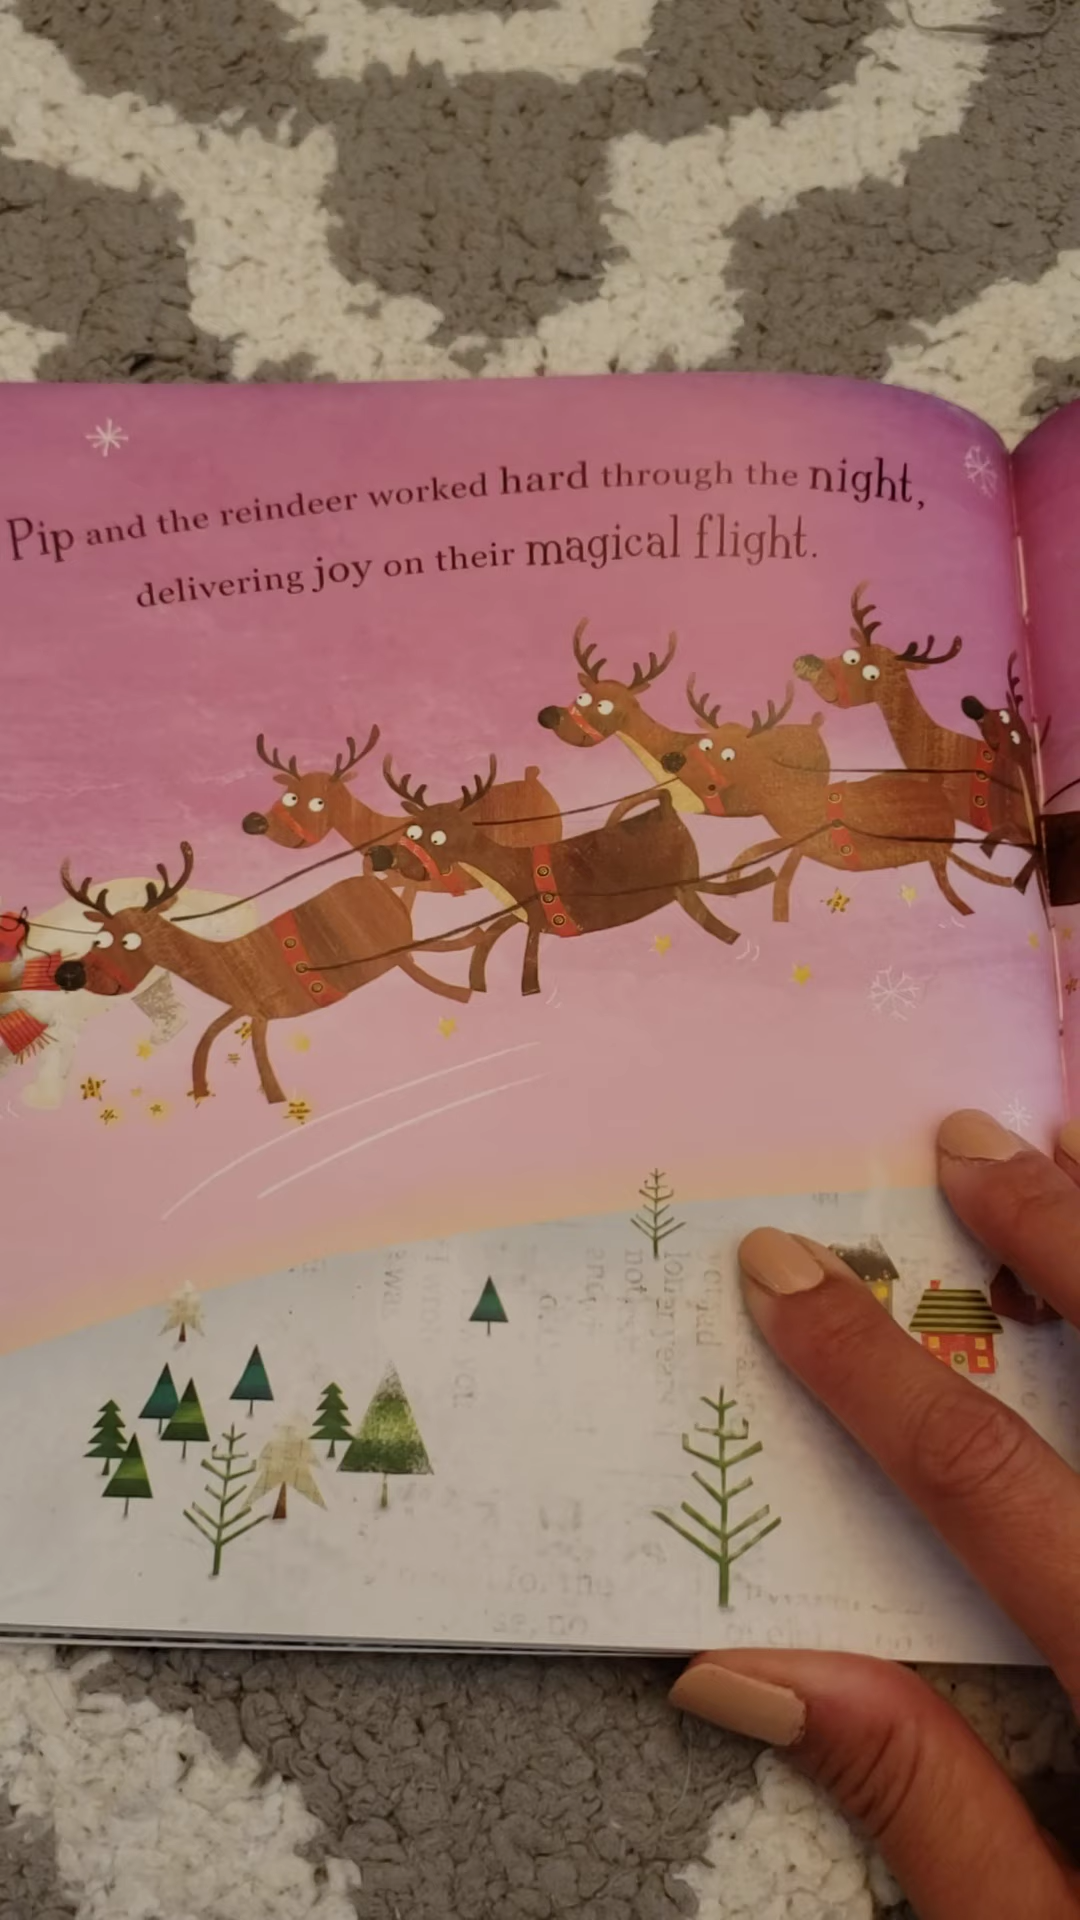 Pip and the reindeer worked hard through the night,
delivering joy on their magical flight.